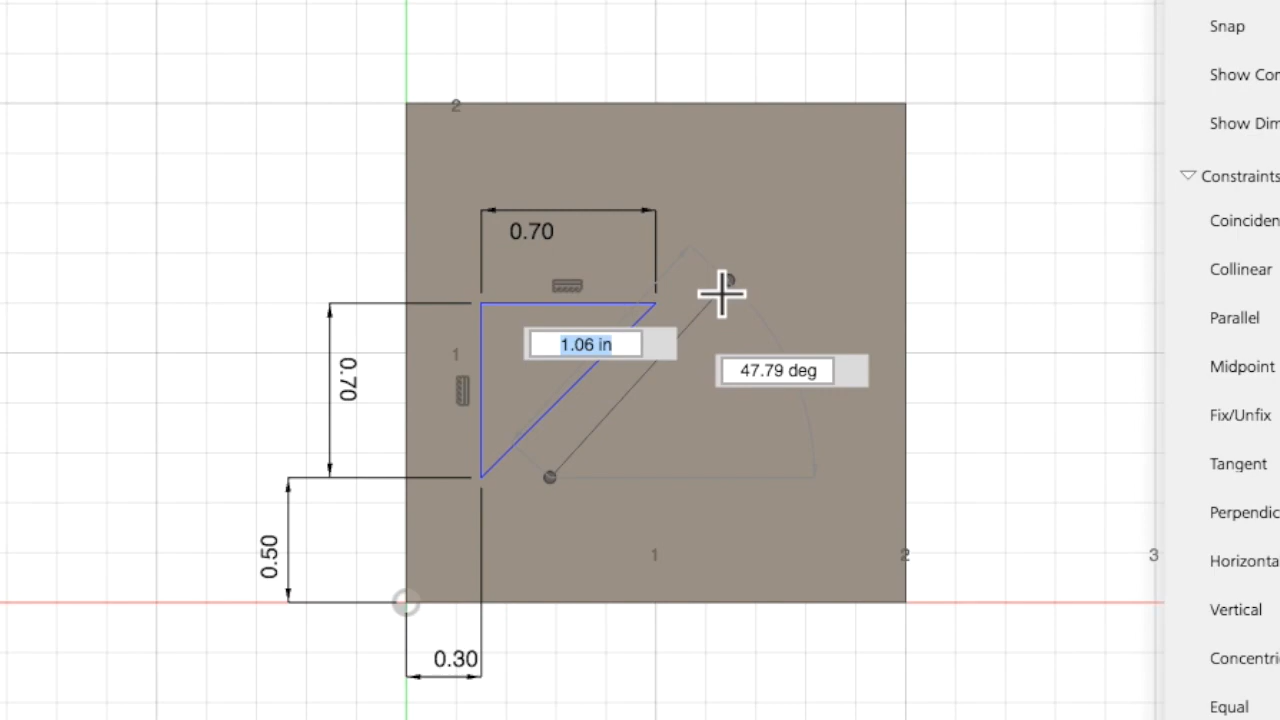 Snap
Show Con
Show Dim
Constraints
Coinciden
Collinear
Parallel
Midpoint
Fix/Unfix
Tangent
Perpendic
Horizonta
Vertical
Concentri
Equal
2
0.70
1.06 in
1
0.70
47.79 deg
0.50
1
2
3
0.30